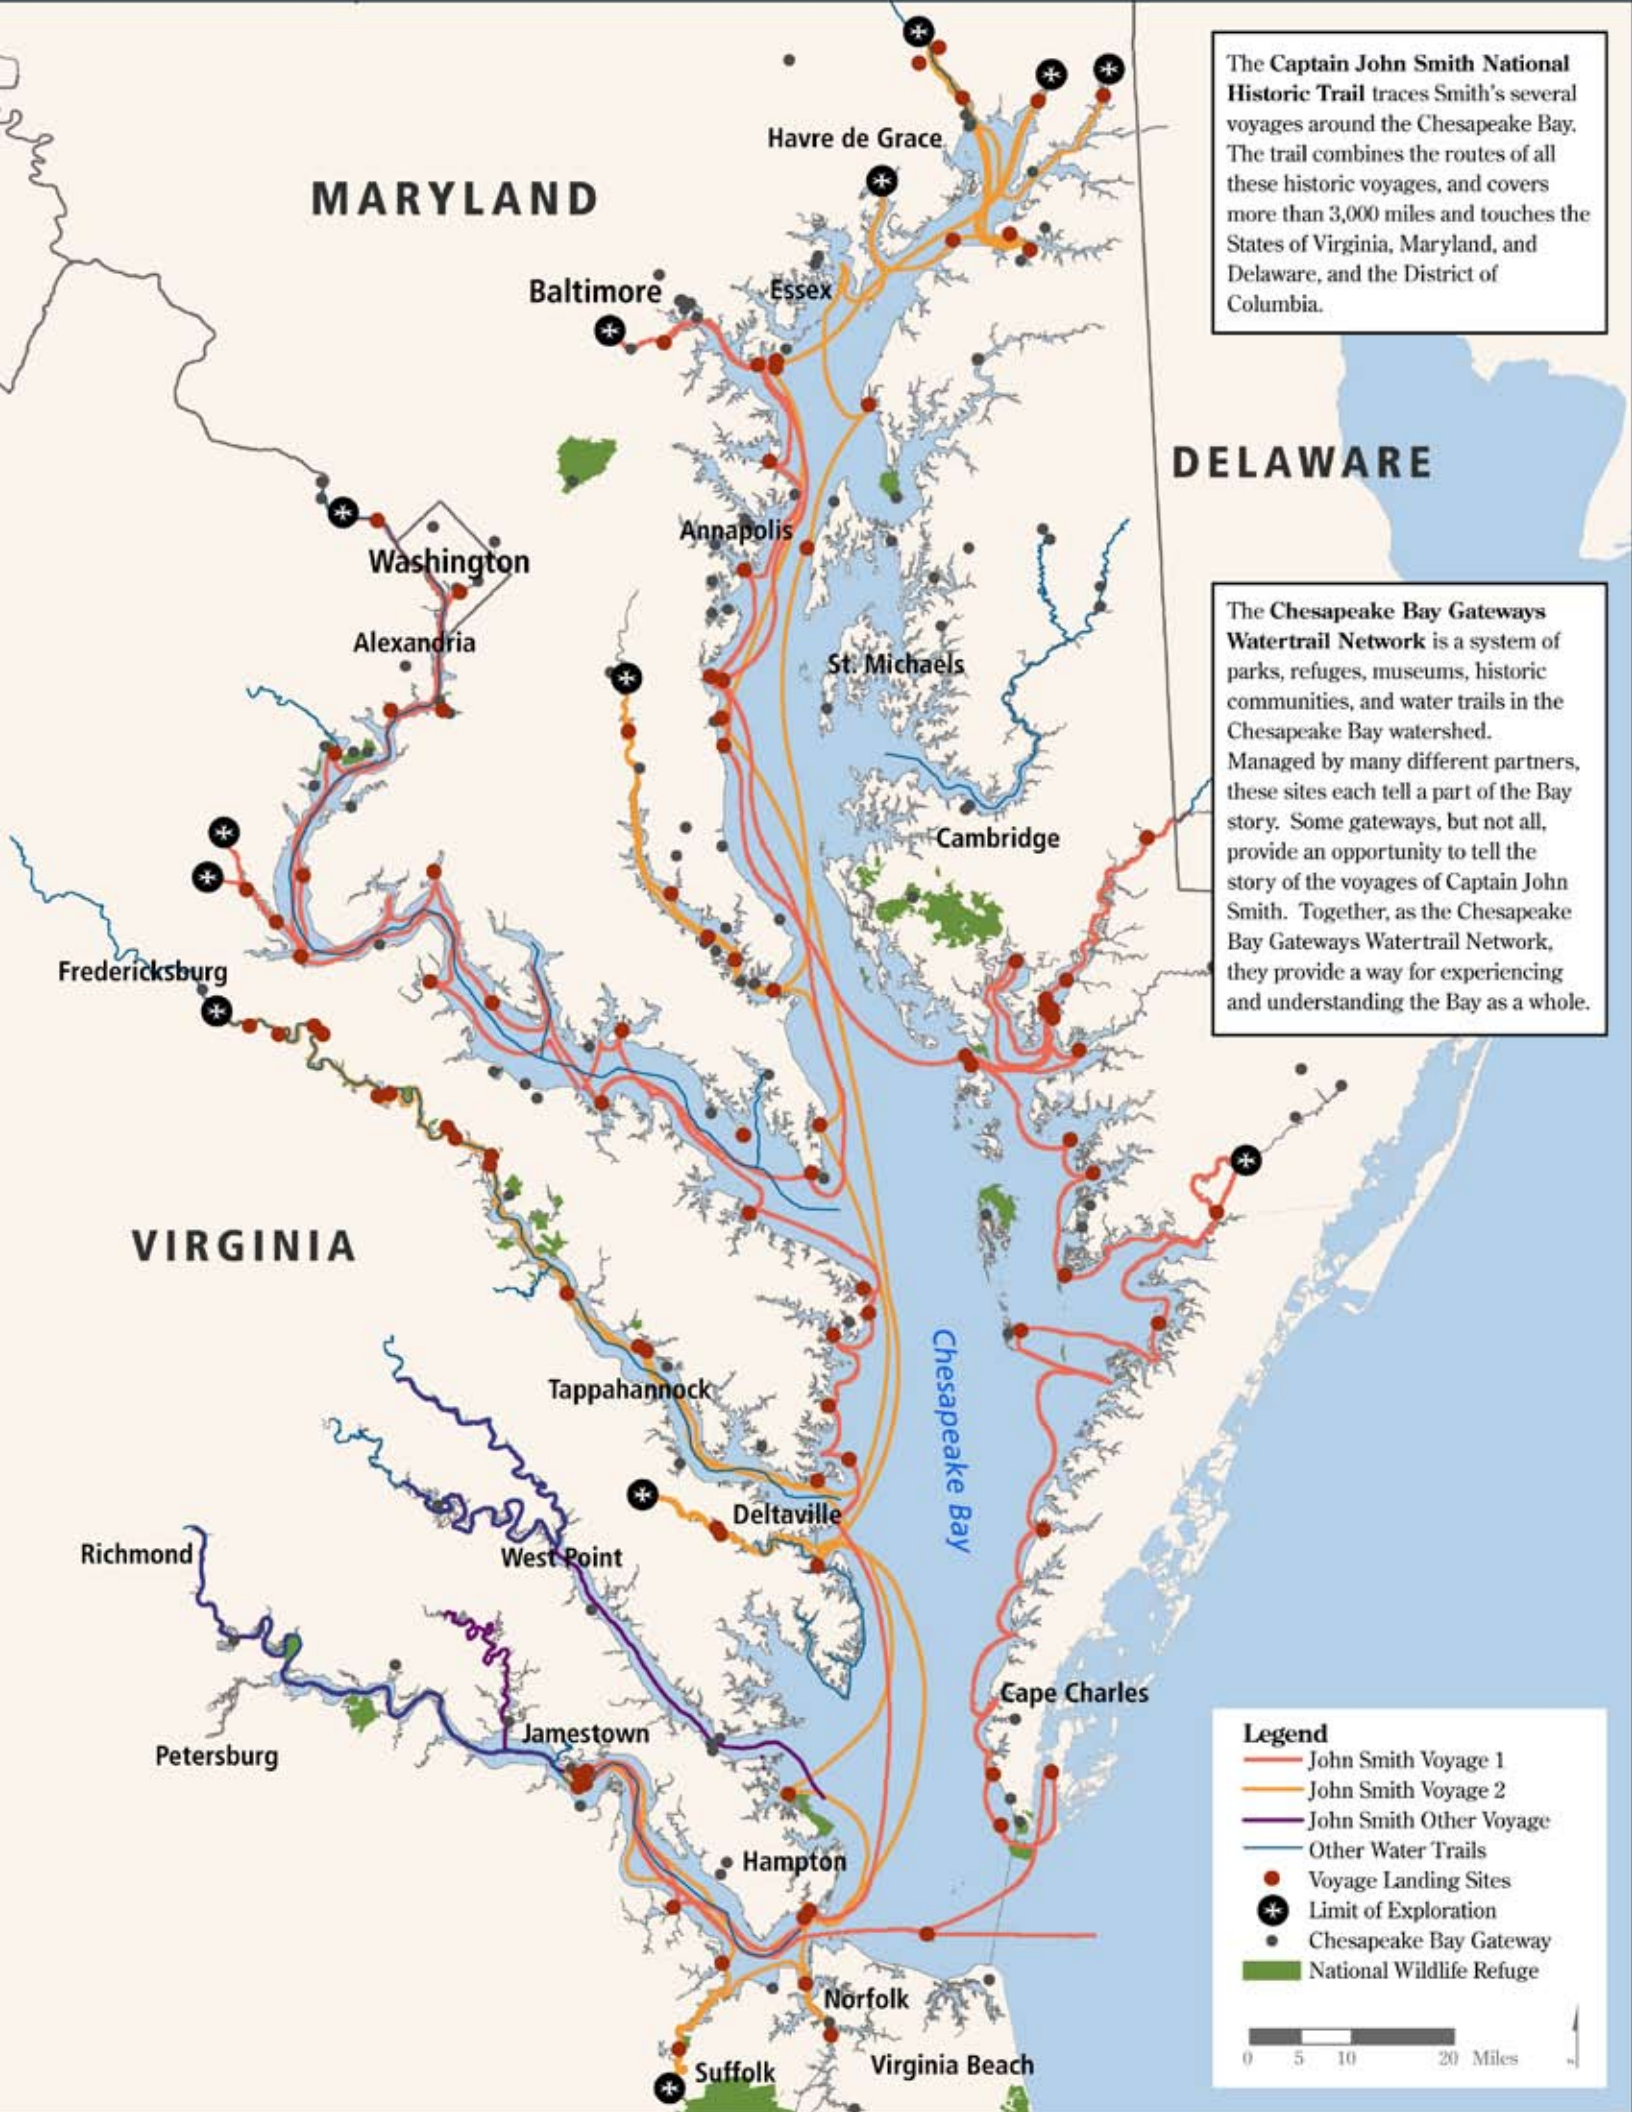 The Captain John Smith National
Historic Trail traces Smith's several
voyages around the Chesapeake Bay.
The trail combines the routes of all
these historic voyages, and covers
more than 3,000 miles and touches the
States of Virginia, Maryland, and
Delaware, and the District of
Columbia.
Havre de Grace
MARYLAND
Baltimore
Essex
DELAWARE
Annapolis
Washington
Alexandria
St. Michaels
The Chesapeake Bay Gateways
Watertrail Network is a system of
parks, refuges, museums, historic
communities, and water trails in the
Chesapeake Bay watershed.
Managed by many different partners,
these sites each tell a part of the Bay
story. Some gateways, but not all,
provide an opportunity to tell the
story of the voyages of Captain John
Smith. Together, as the Chesapeake
Bay Gateways Watertrail Network,
they provide a way for experiencing
and understanding the Bay as a whole.
Cambridge
Fredericksburg
VIRGINIA
Chesapeake Bay
Tappahannock
Deltaville
Richmond
West Point
Cape Charles
Jamestown
Petersburg
Hampton
Norfolk
Virginia Beach
Suffolk
Legend
John Smith Voyage 1
John Smith Voyage 2
John Smith Other Voyage
Other Water Trails
Voyage Landing Sites
Limit of Exploration
Chesapeake Bay Gateway
National Wildlife Refuge
0 5 10 20 Miles